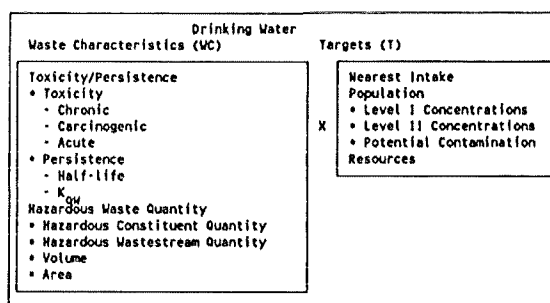 Drinking Water
Waste Characteristics (WC)
Toxicity/Persistence
• Toxicity
- Chronic
- Carcinogenic
- Acute
• Persistence
- Half-life
- Kow
Hazardous Waste Quantity
• Hazardous Constituent Quantity
• Hazardous Wastestream Quantity
• Volume
• Area
X
Targets (T)
Nearest Intake
Population
• Level I Concentrations
• Level II Concentrations
• Potential Contamination
Resources